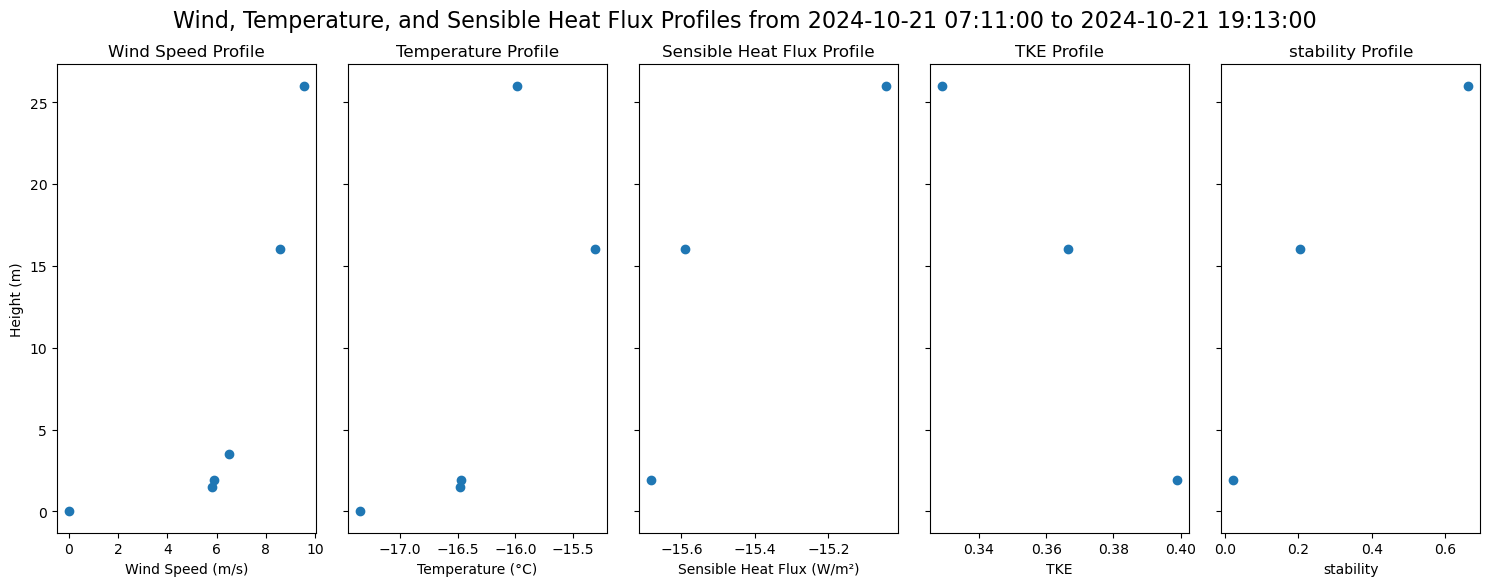 Wind, Temperature, and Sensible Heat Flux Profiles from 2024-10-21 07:11:00 to 2024-10-21 19:13:00
Wind Speed Profile
Temperature Profile
Sensible Heat Flux Profile
TKE Profile
stability Profile
25
20
15
10
5
0
Height (m)
0 2 4 6 8 10
−17.0 −16.5 −16.0 −15.5
−15.6 −15.4 −15.2
0.34 0.36 0.38 0.40
0.0 0.2 0.4 0.6
Wind Speed (m/s)
Temperature (°C)
Sensible Heat Flux (W/m²)
TKE
stability